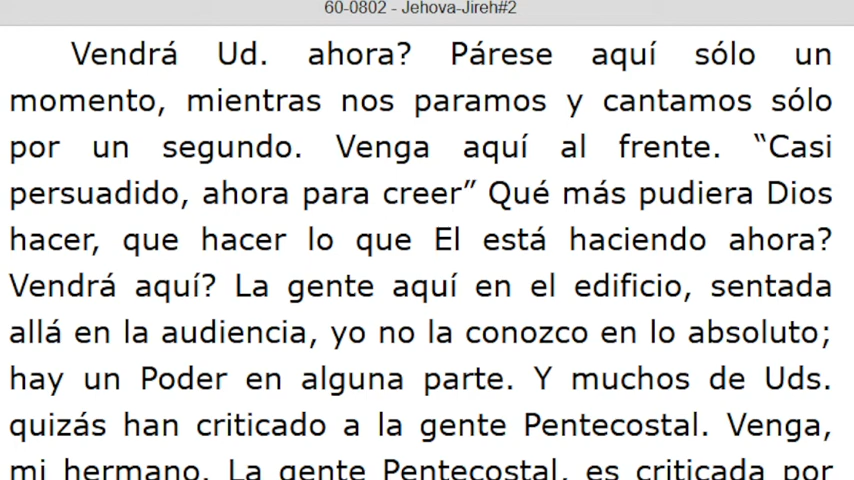 60-0802 - Jehova-Jireh#2
Vendrá Ud. ahora? Párese aquí sólo un
momento, mientras nos paramos y cantamos sólo
por un segundo. Venga aquí al frente. “Casi
persuadido, ahora para creer” Qué más pudiera Dios
hacer, que hacer lo que El está haciendo ahora?
Vendrá aquí? La gente aquí en el edificio, sentada
allá en la audiencia, yo no la conozco en lo absoluto;
hay un Poder en alguna parte. Y muchos de Uds.
quizás han criticado a la gente Pentecostal. Venga,
mi hermano. La gente Pentecostal, es criticada por